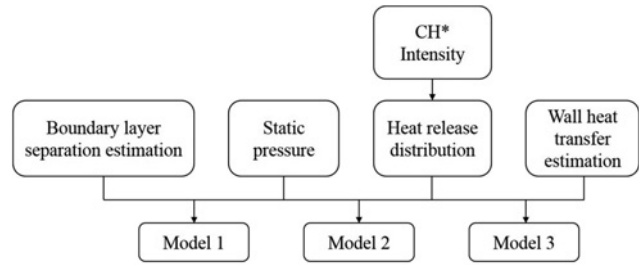 CH*
Intensity
Boundary layer
separation estimation
Static
pressure
Heat release
distribution
Wall heat
transfer
estimation
Model 1
Model 2
Model 3